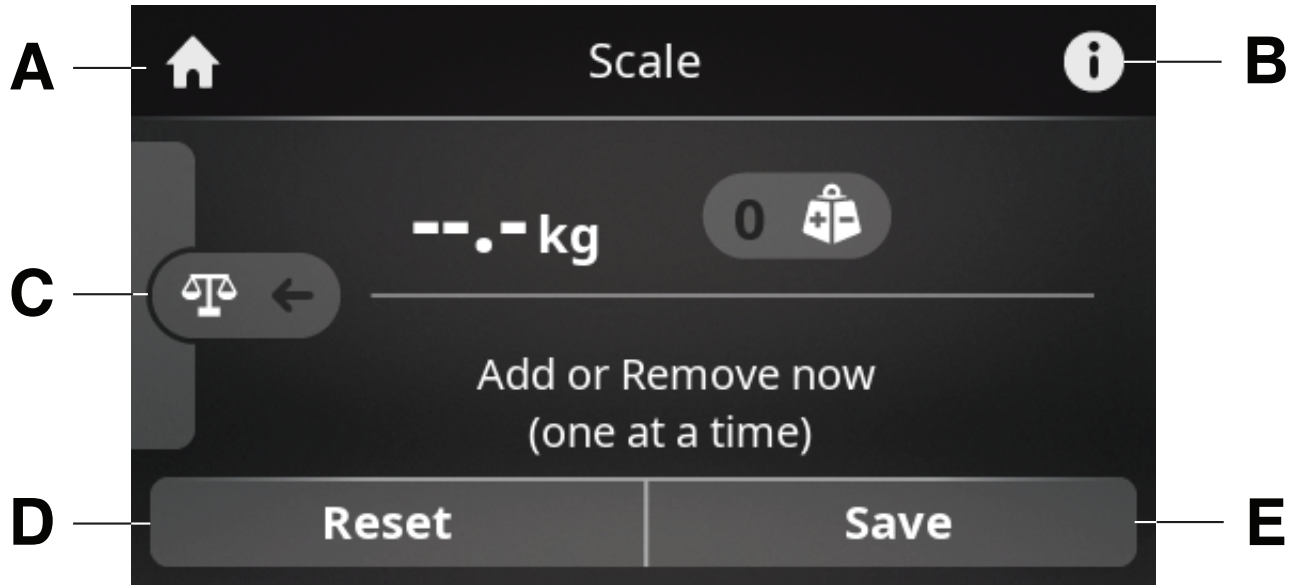 A
Scale
B
--.- kg
0
C
Add or Remove now
(one at a time)
D
Reset
Save
E